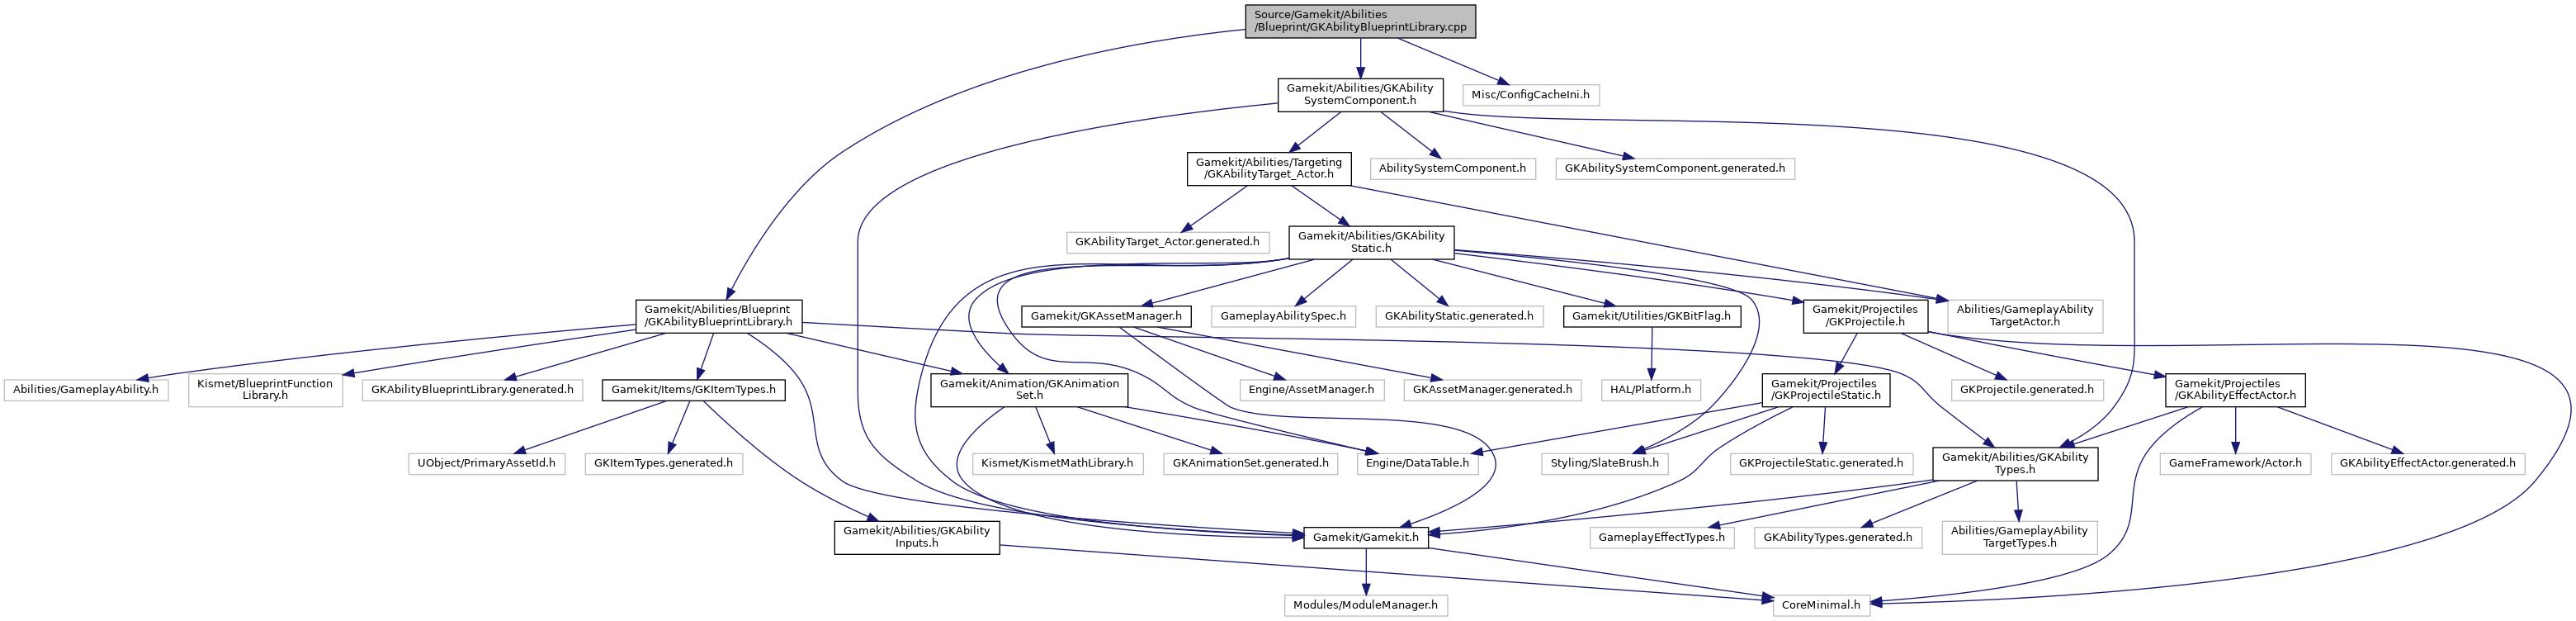 Source/Gamekit/Abilities
/Blueprint/GKAbilityBlueprintLibrary.cpp
Gamekit/Abilities/GKAbility
SystemComponent.h
Misc/ConfigCacheIni.h
Gamekit/Abilities/Targeting
/GKAbilityTarget_Actor.h
AbilitySystemComponent.h
GKAbilitySystemComponent.generated.h
GKAbilityTarget_Actor.generated.h
Gamekit/Abilities/GKAbility
Static.h
Gamekit/Abilities/Blueprint
/GKAbilityBlueprintLibrary.h
Gamekit/GKAssetManager.h
GameplayAbilitySpec.h
GKAbilityStatic.generated.h
Gamekit/Utilities/GKBitFlag.h
Gamekit/Projectiles
/GKProjectile.h
Abilities/GameplayAbility
TargetActor.h
Abilities/GameplayAbility.h
Kismet/BlueprintFunction
Library.h
GKAbilityBlueprintLibrary.generated.h
Gamekit/Items/GKItemTypes.h
Gamekit/Animation/GKAnimation
Set.h
Engine/AssetManager.h
GKAssetManager.generated.h
HAL/Platform.h
Gamekit/Projectiles
/GKProjectileStatic.h
GKProjectile.generated.h
Gamekit/Projectiles
/GKAbilityEffectActor.h
UObject/PrimaryAssetId.h
GKItemTypes.generated.h
Kismet/KismetMathLibrary.h
GKAnimationSet.generated.h
Engine/DataTable.h
Styling/SlateBrush.h
GKProjectileStatic.generated.h
Gamekit/Abilities/GKAbility
Types.h
GameFramework/Actor.h
GKAbilityEffectActor.generated.h
Gamekit/Abilities/GKAbility
Inputs.h
Gamekit/Gamekit.h
GameplayEffectTypes.h
GKAbilityTypes.generated.h
Abilities/GameplayAbility
TargetTypes.h
Modules/ModuleManager.h
CoreMinimal.h